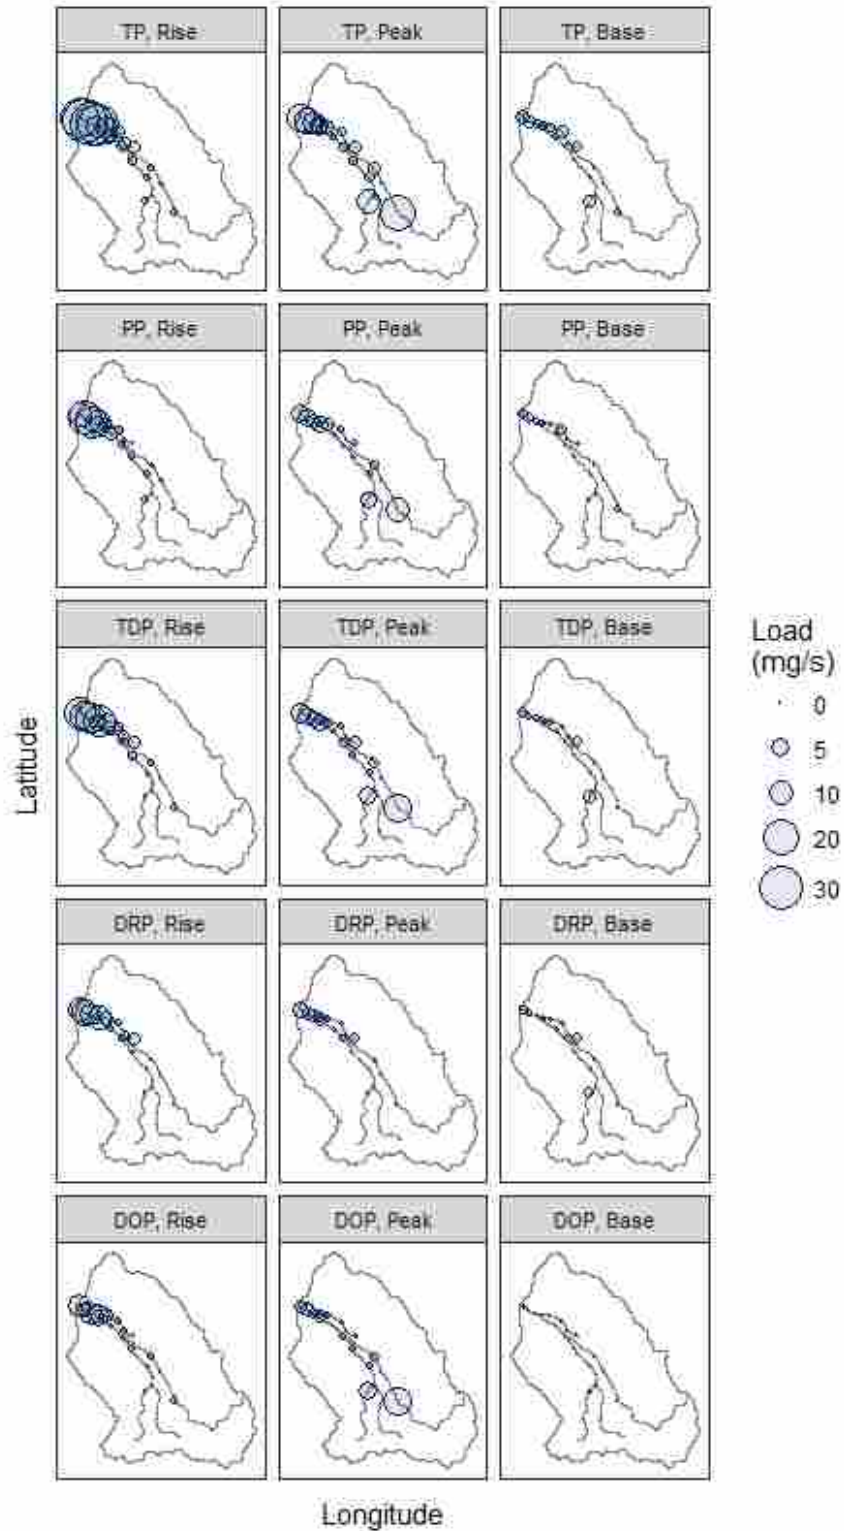 TP, Rise
TP, Peak
TP, Base
PP, Rise
PP, Peak
PP, Base
TDP, Rise
TDP, Peak
TDP, Base
DRP, Rise
DRP, Peak
DRP, Base
DOP, Rise
DOP, Peak
DOP, Base
Latitude
Longitude
Load
(mg/s)
0
5
10
20
30